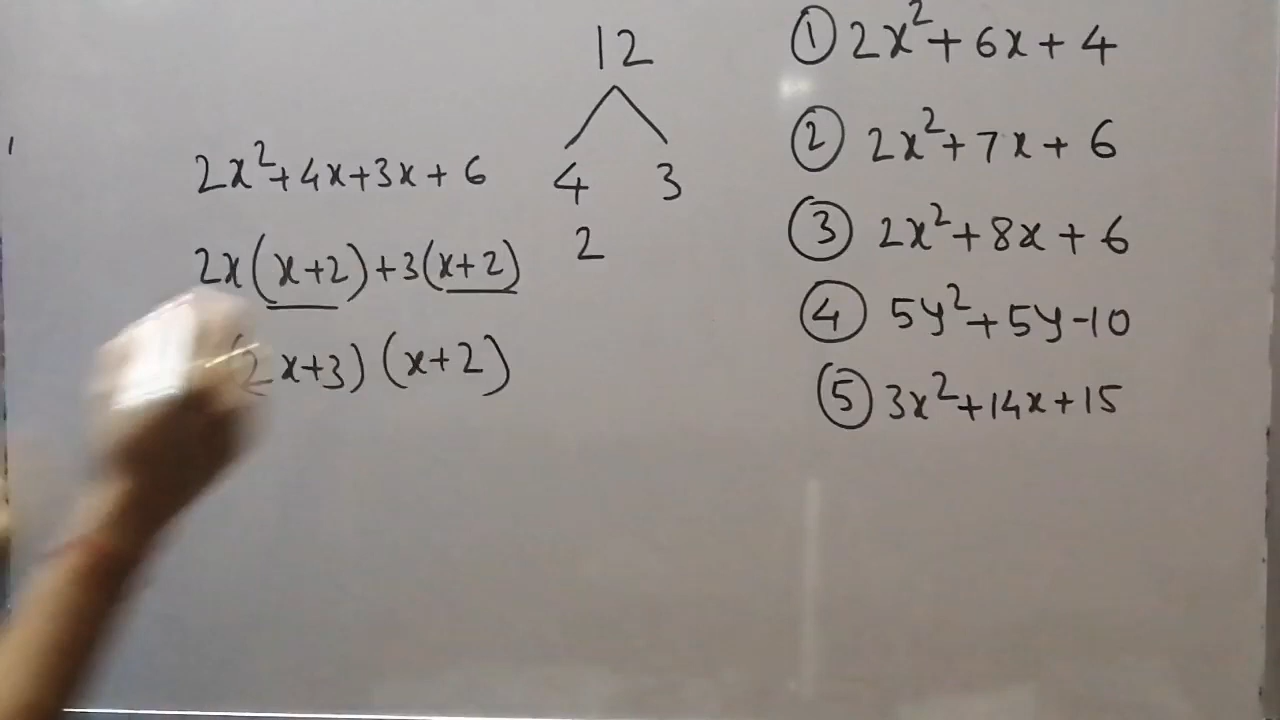 12
4 3
2
2x²+4x+3x+6
2x(x+2)+3(x+2)
(2x+3)(x+2)
① 2x²+6x+4
② 2x²+7x+6
③ 2x²+8x+6
④ 5y²+5y-10
⑤ 3x²+14x+15